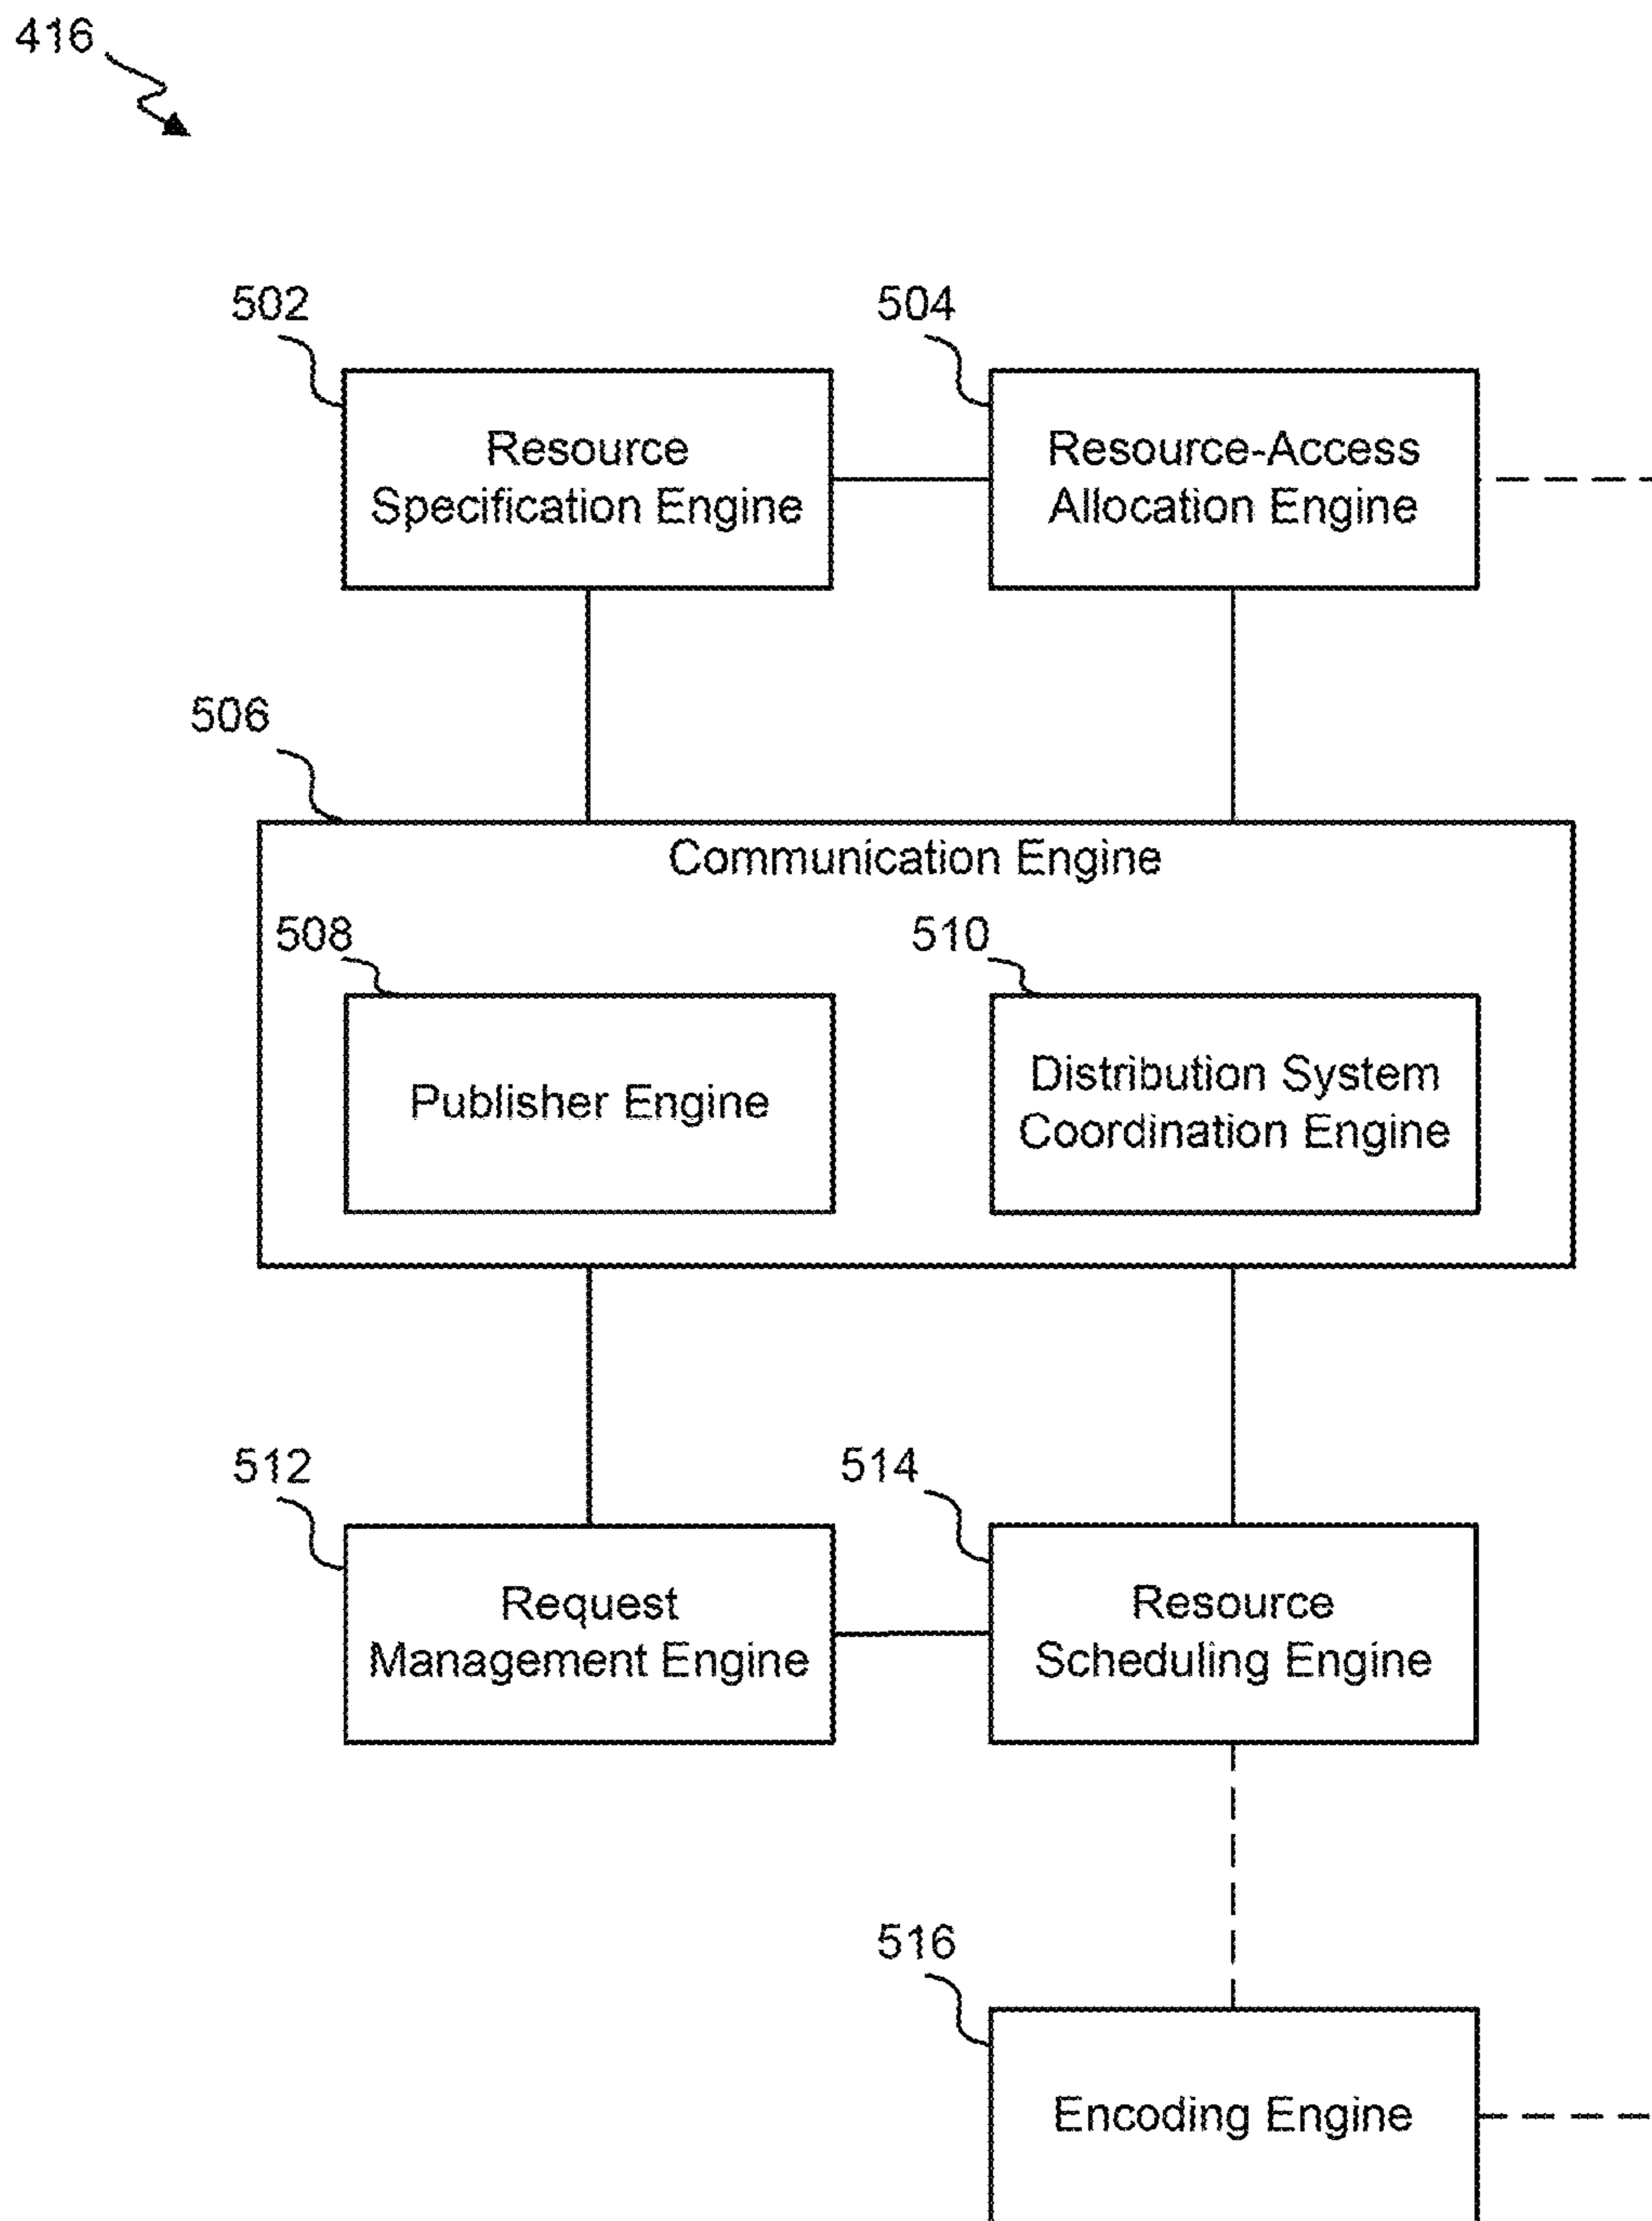 416
502
504
Resource
Specification Engine
Resource-Access
Allocation Engine
506
Communication Engine
508
510
Publisher Engine
Distribution System
Coordination Engine
512
514
Request
Management Engine
Resource
Scheduling Engine
516
Encoding Engine